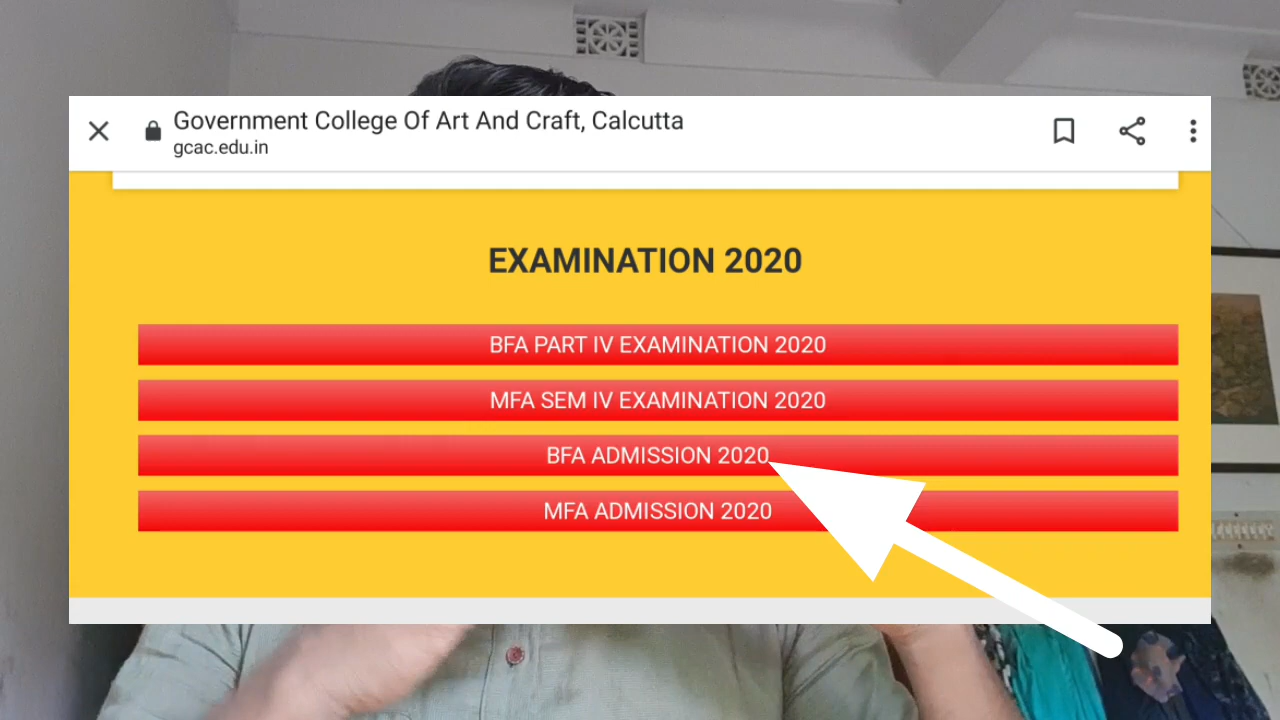 Government College Of Art And Craft, Calcutta
gcac.edu.in
EXAMINATION 2020
BFA PART IV EXAMINATION 2020
MFA SEM IV EXAMINATION 2020
BFA ADMISSION 2020
MFA ADMISSION 2020